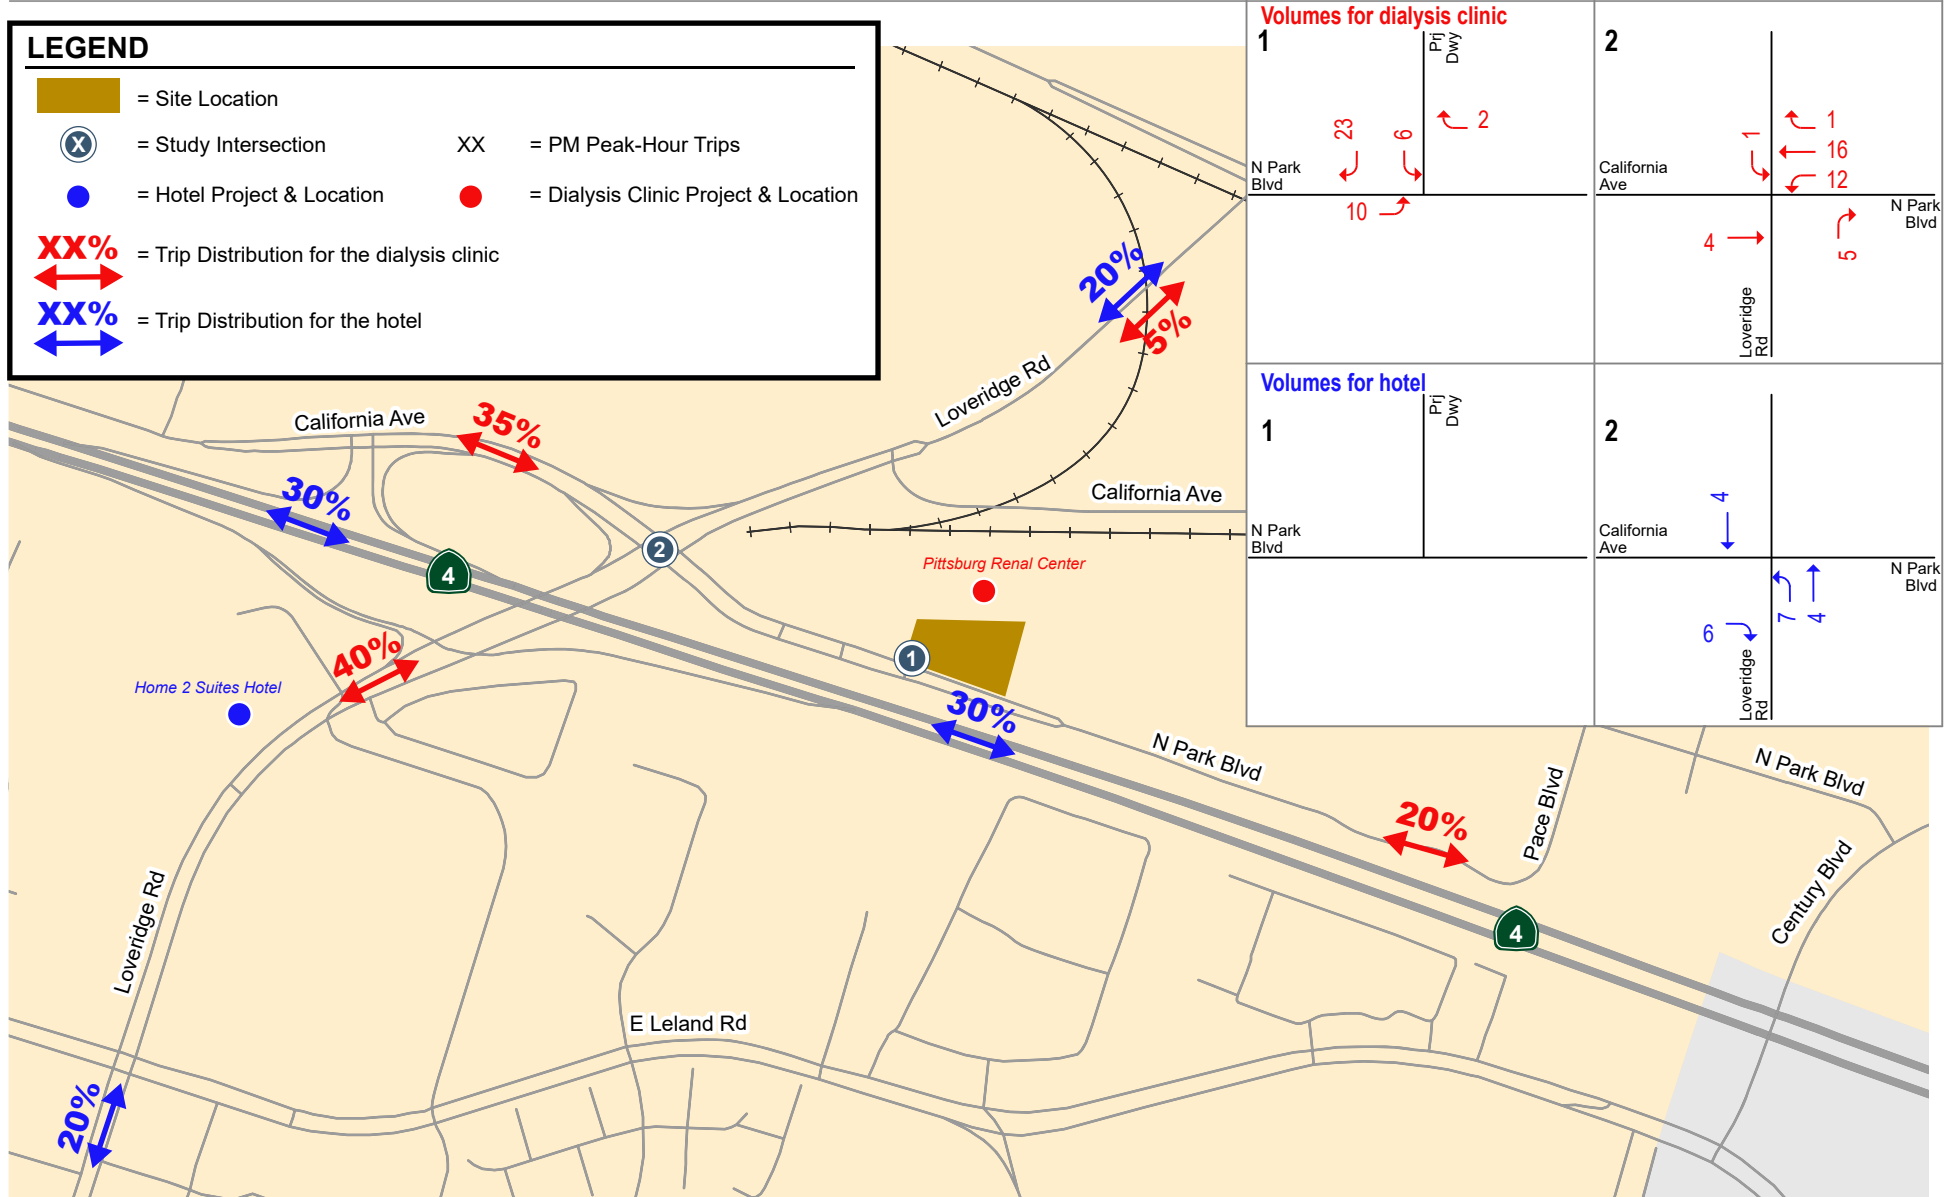 LEGEND
= Site Location
X
= Study Intersection
XX
= PM Peak-Hour Trips
= Hotel Project & Location
= Dialysis Clinic Project & Location
XX%
= Trip Distribution for the dialysis clinic
XX%
= Trip Distribution for the hotel
Volumes for dialysis clinic
1
Prj
Dwy
23
6
2
N Park
Blvd
10
2
1
1
16
12
California
Ave
N Park
Blvd
4
5
Loveridge
Rd
Volumes for hotel
1
Prj
Dwy
N Park
Blvd
2
4
California
Ave
N Park
Blvd
6
7
4
Loveridge
Rd
20%
5%
Loveridge Rd
California Ave
35%
30%
4
2
California Ave
Pittsburg Renal Center
1
40%
Home 2 Suites Hotel
30%
N Park Blvd
N Park Blvd
20%
Pace Blvd
Century Blvd
4
Loveridge Rd
E Leland Rd
20%